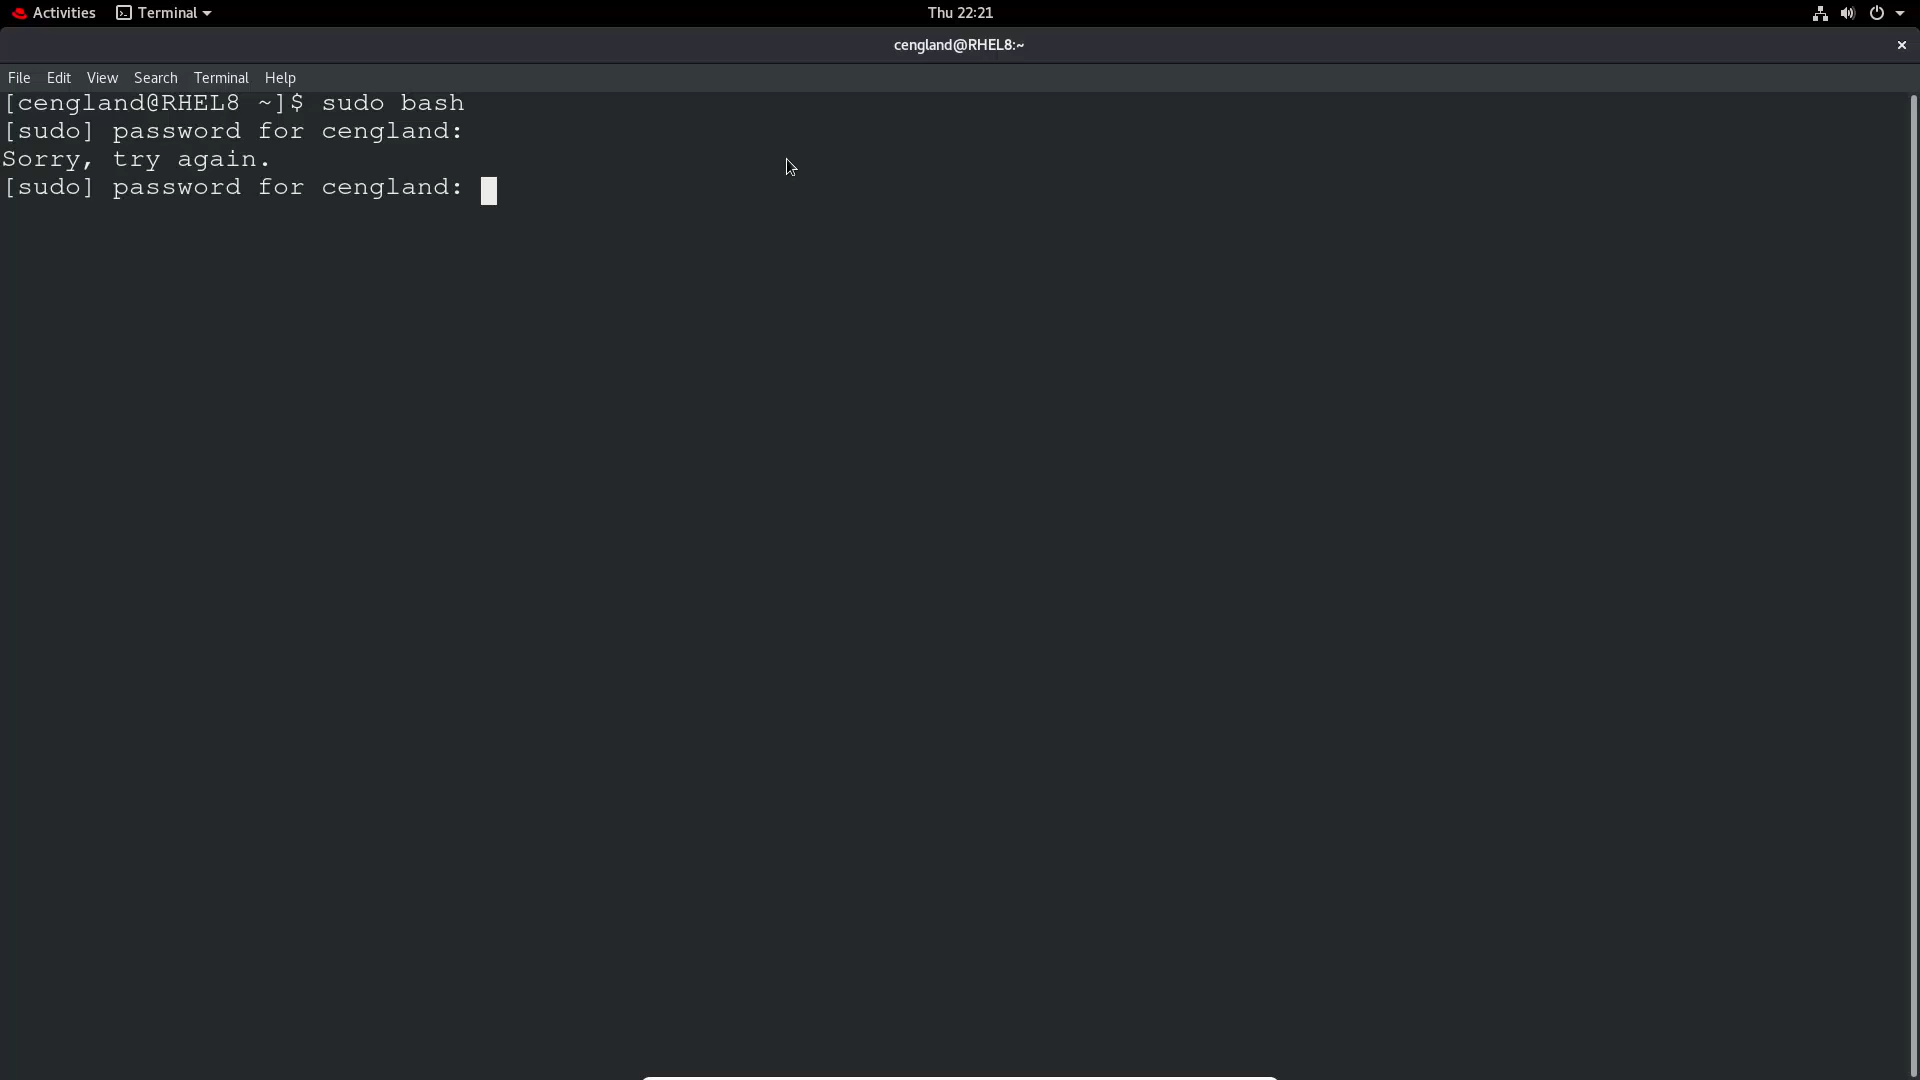 Activities Terminal Thu 22:21
cengland@RHEL8:~
File Edit View Search Terminal Help
[cengland@RHEL8 ~]$ sudo bash
[sudo] password for cengland:
Sorry, try again.
[sudo] password for cengland: